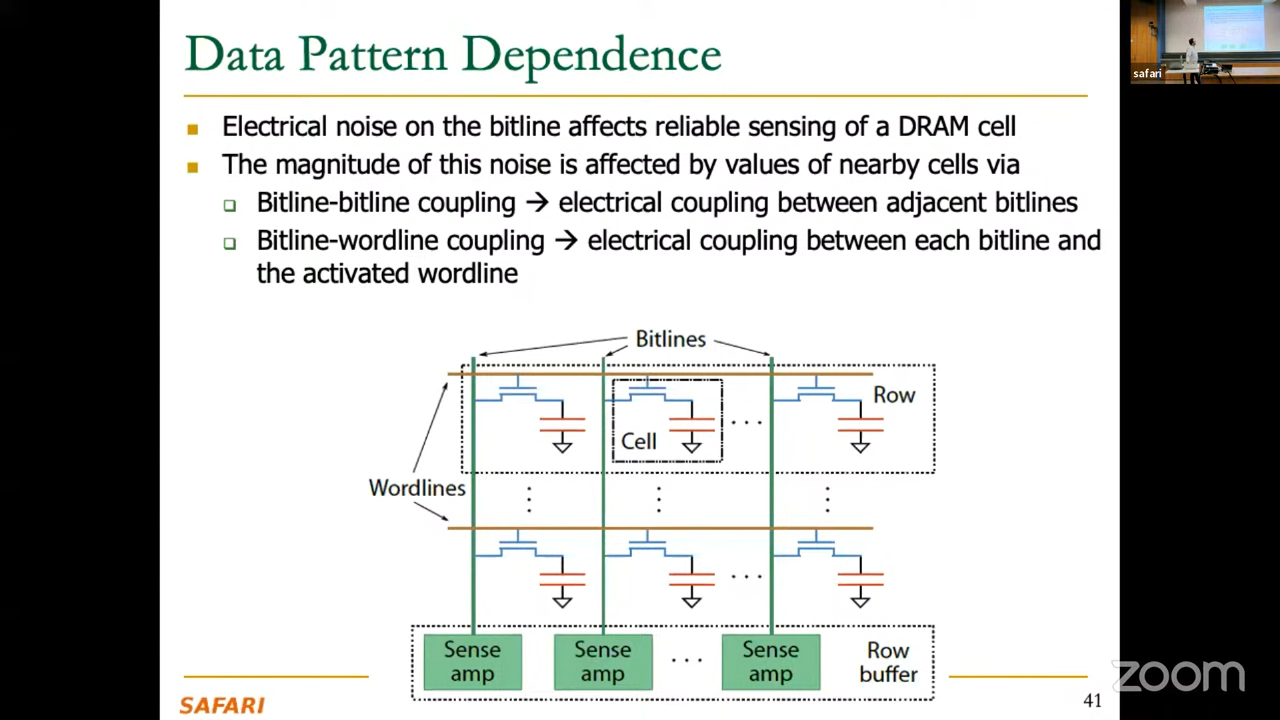 Data Pattern Dependence
safari
Electrical noise on the bitline affects reliable sensing of a DRAM cell
The magnitude of this noise is affected by values of nearby cells via
Bitline-bitline coupling → electrical coupling between adjacent bitlines
Bitline-wordline coupling → electrical coupling between each bitline and
the activated wordline
Bitlines
Row
Cell
...
Wordlines
...
Sense
amp
Sense
amp
...
Sense
amp
Row
buffer
SAFARI
41
zoom